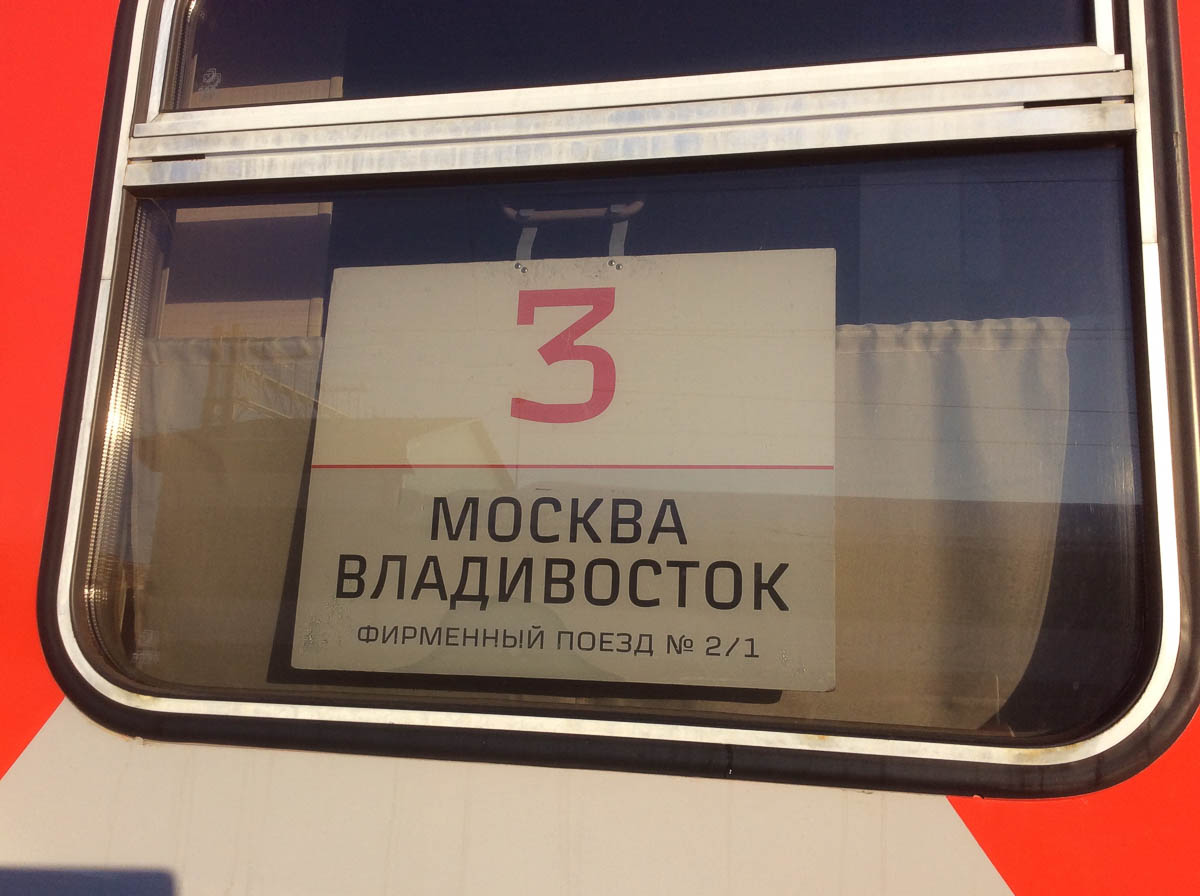 3
МОСКВА
ВЛАДИВОСТОК
ФИРМЕННЫЙ ПОЕЗД № 2/1